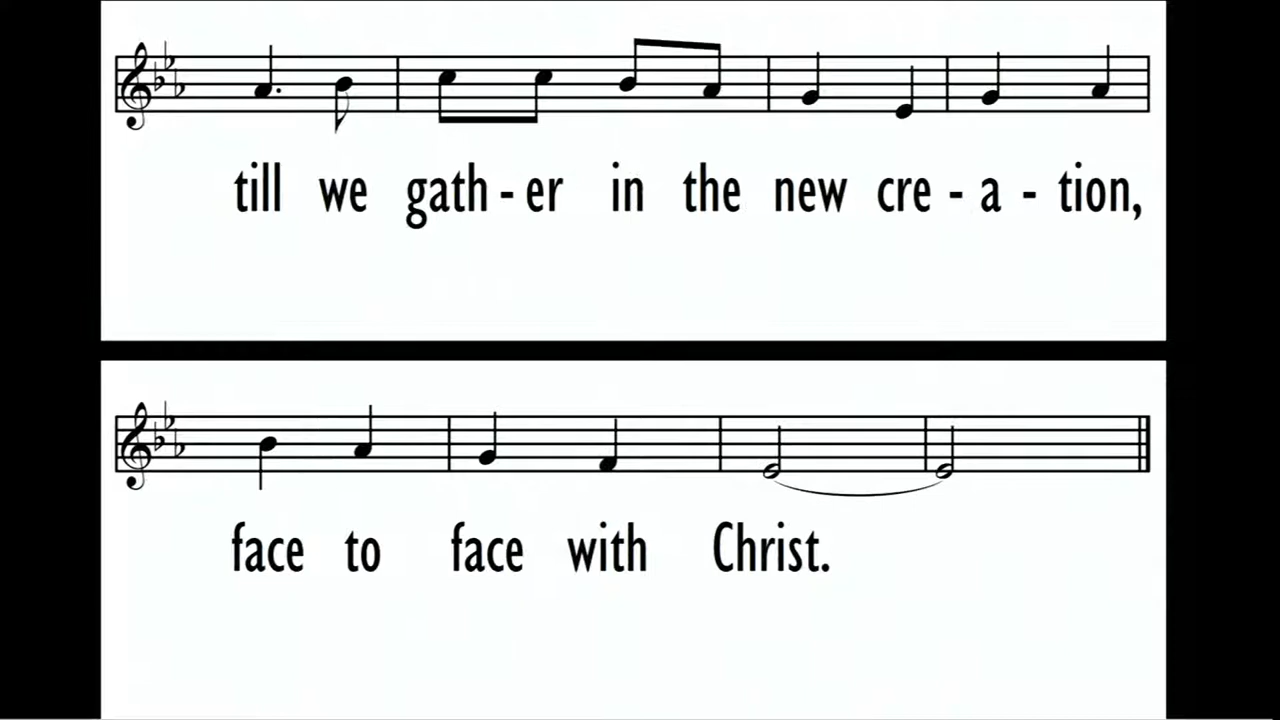 till we gath - er in the new cre - a - tion,
face to face with Christ.